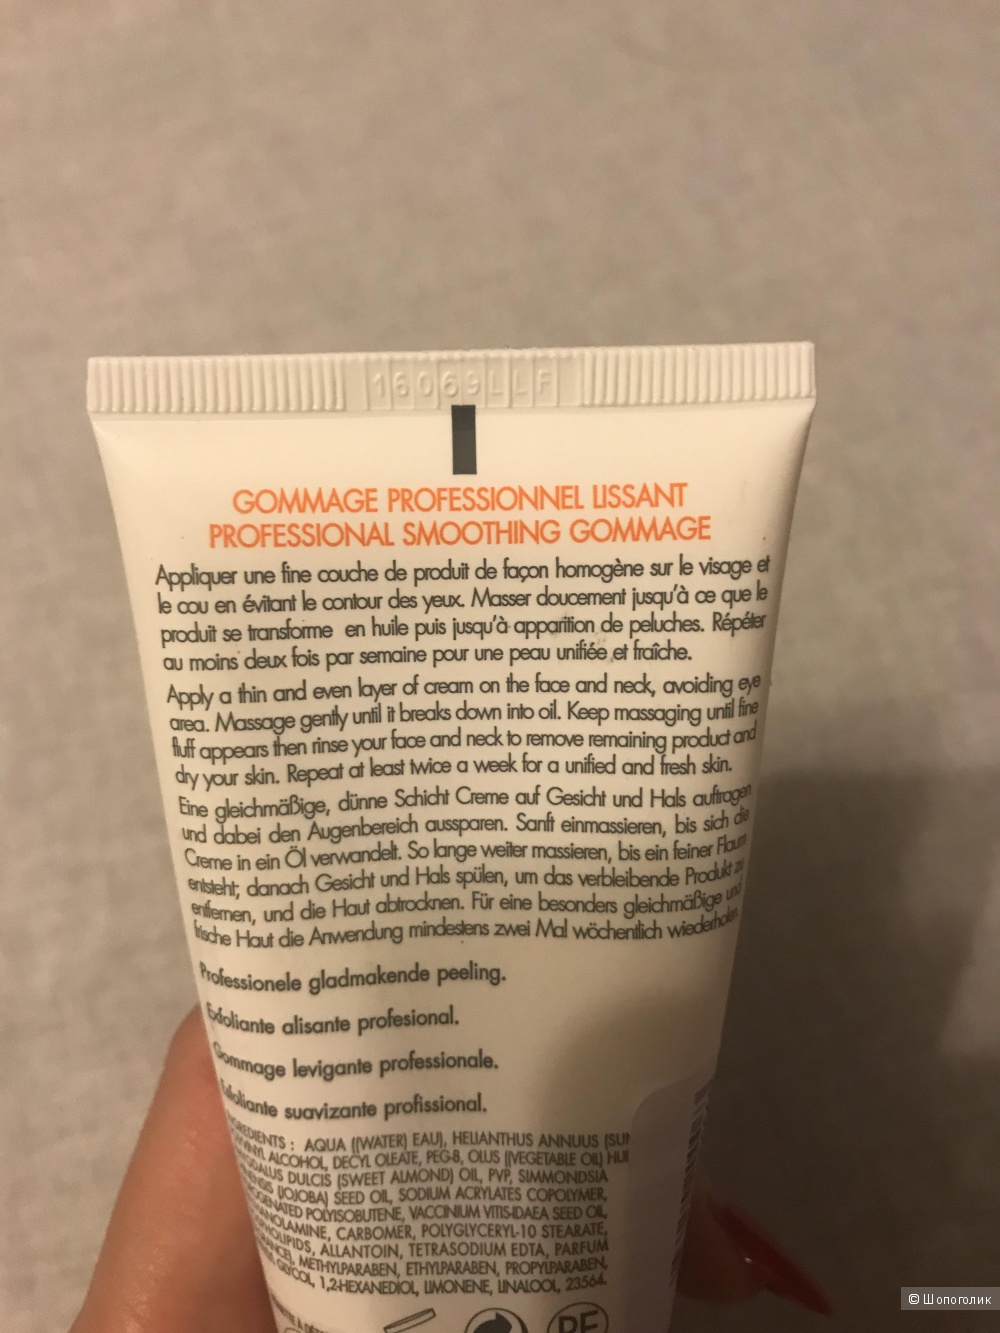 16069LLF
GOMMAGE PROFESSIONNEL LISSANT
PROFESSIONAL SMOOTHING GOMMAGE
Appliquer une fine couche de produit de façon homogène sur le visage et
le cou en évitant le contour des yeux. Masser doucement jusqu'à ce que le
produit se transforme en huile puis jusqu'à apparition de peluches. Répéter
au moins deux fois par semaine pour une peau unifiée et fraîche.
Apply a thin and even layer of cream on the face and neck, avoiding eye
area. Massage gently until it breaks down into oil. Keep massaging until fine
fluff appears then rinse your face and neck to remove remaining product and
dry your skin. Repeat at least twice a week for a unified and fresh skin.
Eine gleichmäßige, dünne Schicht Creme auf Gesicht und Hals auftragen
und dabei den Augenbereich aussparen. Sanft einmassieren, bis sich die
Creme in ein Öl verwandelt. So lange weiter massieren, bis ein feiner Flaum
entsteht; danach Gesicht und Hals spülen, um das verbleibende Produkt zu
entfernen, und die Haut abtrocknen. Für eine besonders gleichmäßige und
frische Haut die Anwendung mindestens zwei Mal wöchentlich wiederholen.
Professionele gladmakende peeling.
Exfoliante alisante profesional.
Gommage levigante professionale.
Exfoliante suavizante profissional.
INGREDIENTS : AQUA ((WATER) EAU), HELIANTHUS ANNUUS
ALCOHOL, DECYL OLEATE, PEG-8, OLUS ((VEGETABLE OIL)
DULCIS (SWEET ALMOND) OIL, PVP, SIMMONDSIA
(JOJOBA) SEED OIL, SODIUM ACRYLATES COPOLYMER,
POLYISOBUTENE, VACCINIUM VITIS-IDAEA SEED OIL,
CARBOMER, POLYGLYCERYL-10 STEARATE,
ALLANTOIN, TETRASODIUM EDTA, PARFUM
METHYLPARABEN, ETHYLPARABEN, PROPYLPARABEN,
GLYCOL, 1,2-HEXANEDIOL, LIMONENE, LINALOOL, 23564.
PE
© Шопоголик